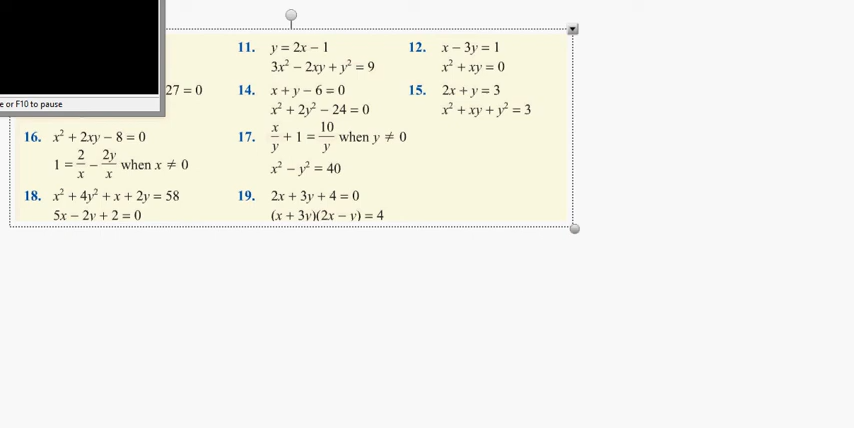 11. y = 2x − 1 12. x − 3y = 1
3x² − 2xy + y² = 9 x² + xy = 0
27 = 0 14. x + y − 6 = 0 15. 2x + y = 3
e or F10 to pause
x² + 2y² − 24 = 0 x² + xy + y² = 3
16. x² + 2xy − 8 = 0 17. x/y + 1 = 10/y when y ≠ 0
1 = 2/x − 2y/x when x ≠ 0 x² − y² = 40
18. x² + 4y² + x + 2y = 58 19. 2x + 3y + 4 = 0
5x − 2y + 2 = 0 (x + 3y)(2x − y) = 4